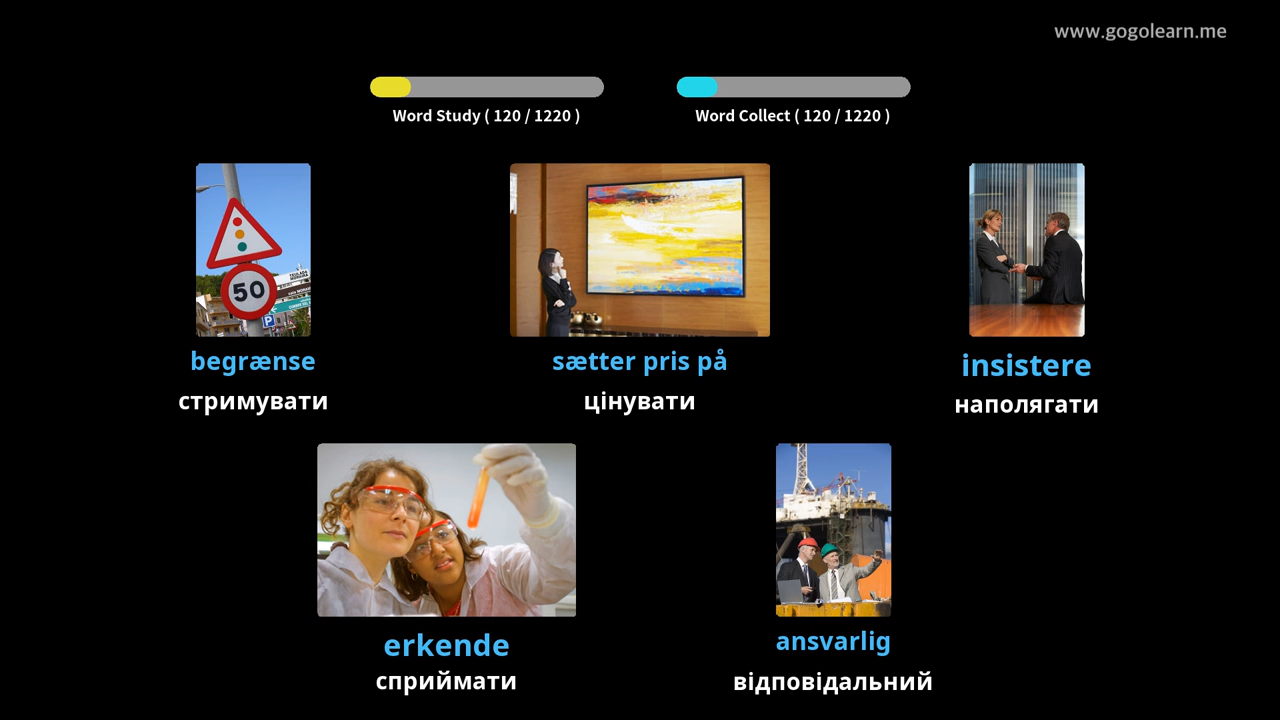 www.gogolearn.me
Word Study ( 120 / 1220 )
Word Collect ( 120 / 1220 )
50
P
begrænse
стримувати
sætter pris på
цінувати
insistere
наполягати
erkende
сприймати
ansvarlig
відповідальний